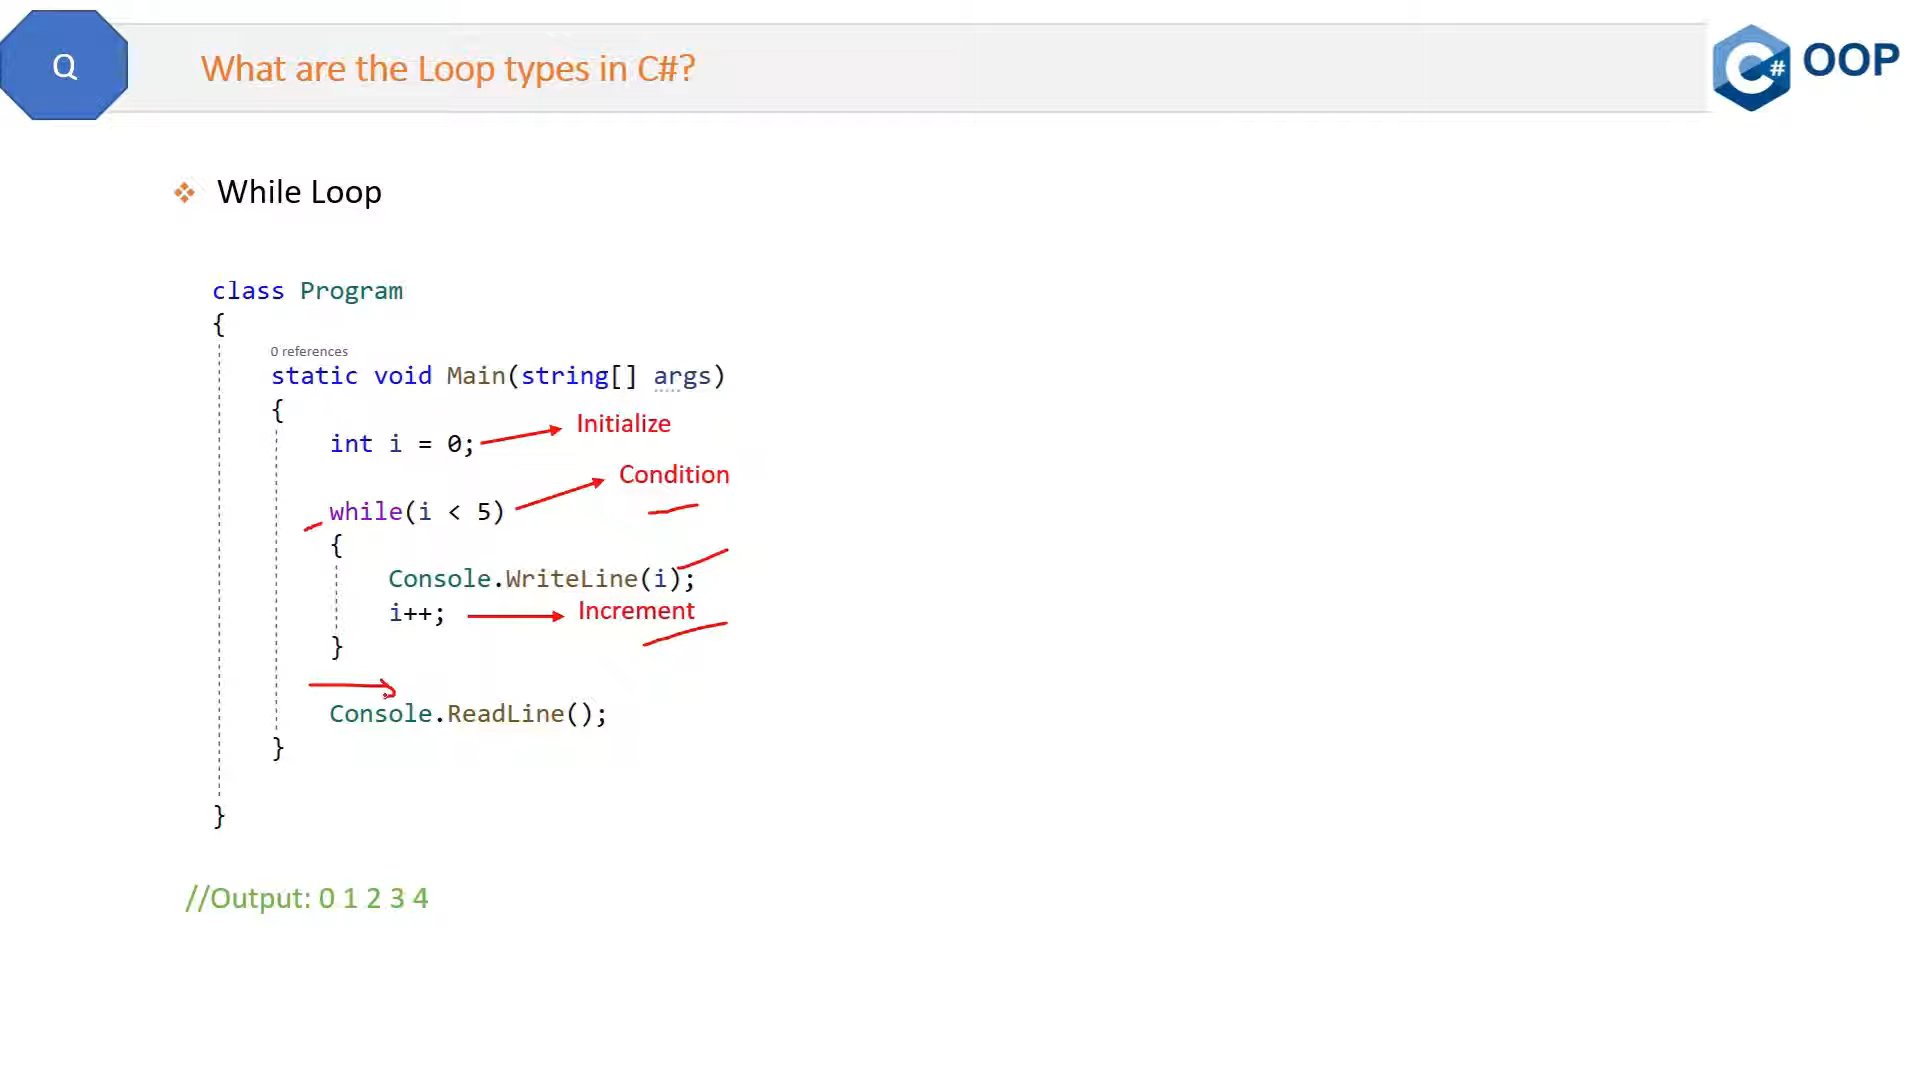 Q
What are the Loop types in C#?
C# OOP
While Loop
class Program
{
0 references
static void Main(string[] args)
{
int i = 0; Initialize
while(i < 5) Condition
{
Console.WriteLine(i);
i++; Increment
}
Console.ReadLine();
}
}
//Output: 0 1 2 3 4